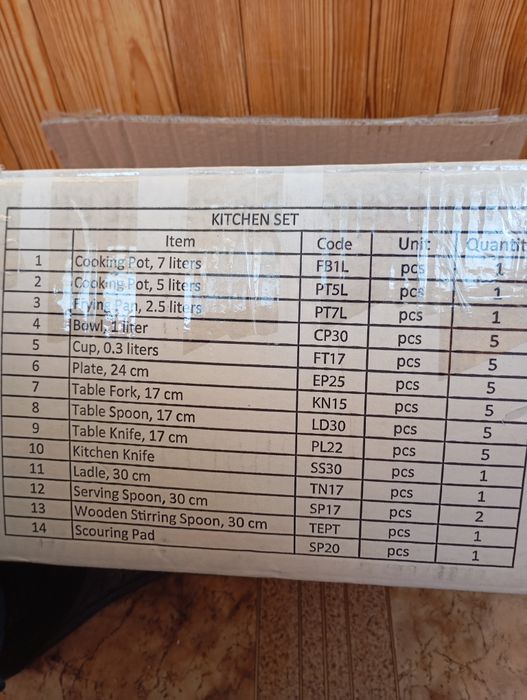 KITCHEN SET
Item Code Unit Quantit
1 Cooking Pot, 7 liters FB1L pcs 1
2 Cooking Pot, 5 liters PT5L pcs 1
3 Frying Pan, 2.5 liters PT7L pcs 1
4 Bowl, 1 liter CP30 pcs 5
5 Cup, 0.3 liters FT17 pcs 5
6 Plate, 24 cm EP25 pcs 5
7 Table Fork, 17 cm KN15 pcs 5
8 Table Spoon, 17 cm LD30 pcs 5
9 Table Knife, 17 cm PL22 pcs 5
10 Kitchen Knife SS30 pcs 1
11 Ladle, 30 cm TN17 pcs 1
12 Serving Spoon, 30 cm SP17 pcs 2
13 Wooden Stirring Spoon, 30 cm TEPT pcs 1
14 Scouring Pad SP20 pcs 1